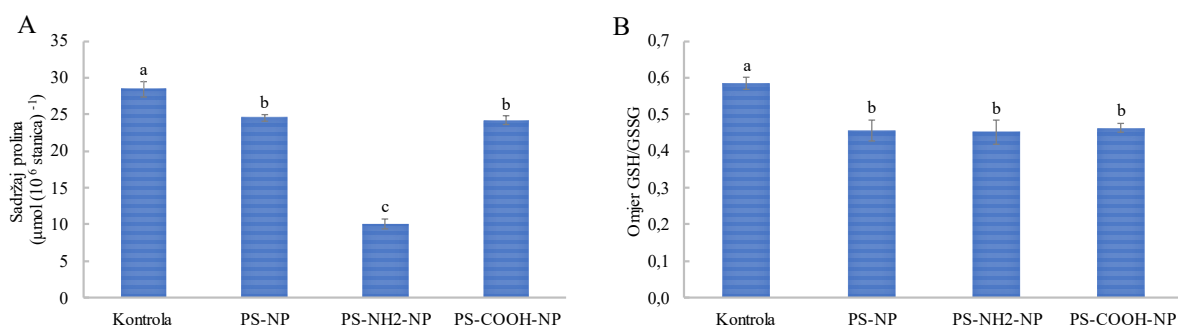 A
Sadržaj prolina
(µmol (10⁶ stanica)⁻¹
35
30
25
20
15
10
5
0
a
b
c
b
Kontrola PS-NP PS-NH2-NP PS-COOH-NP
B
Omjer GSH/GSSG
0,7
0,6
0,5
0,4
0,3
0,2
0,1
0,0
a
b
b
b
Kontrola PS-NP PS-NH2-NP PS-COOH-NP